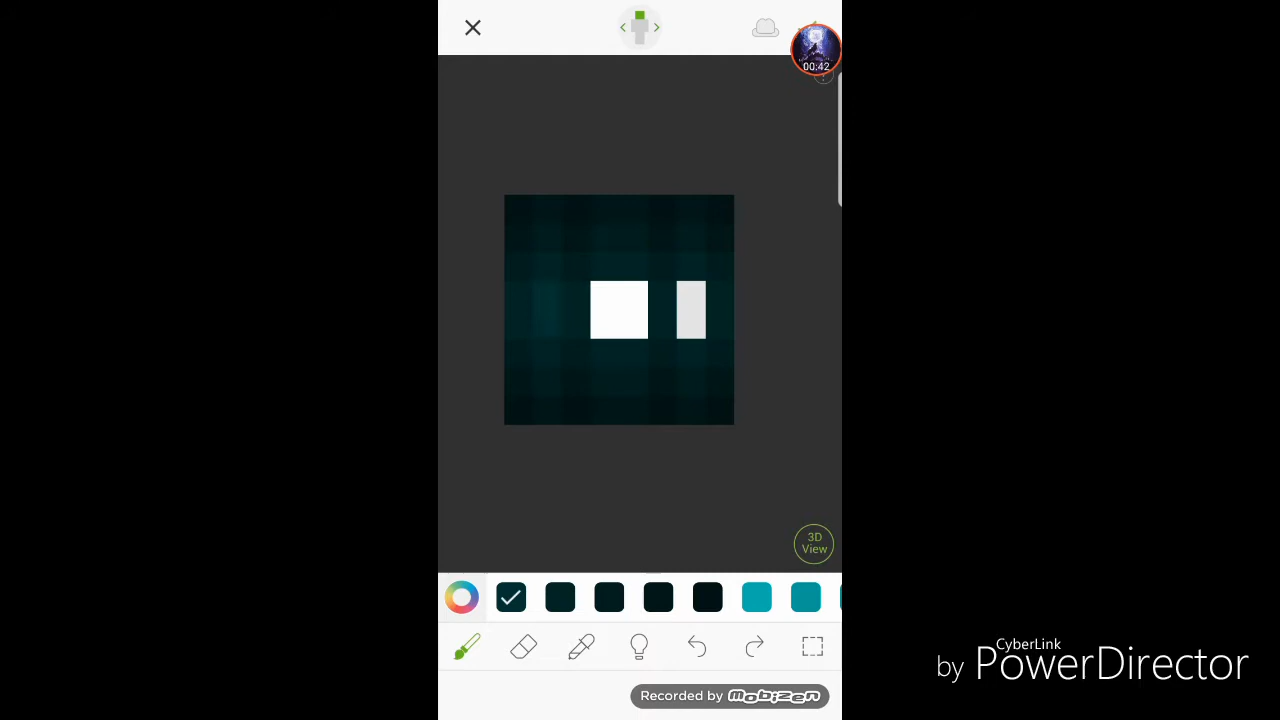 00:42
3D
View
CyberLink
by PowerDirector
Recorded by mobizen